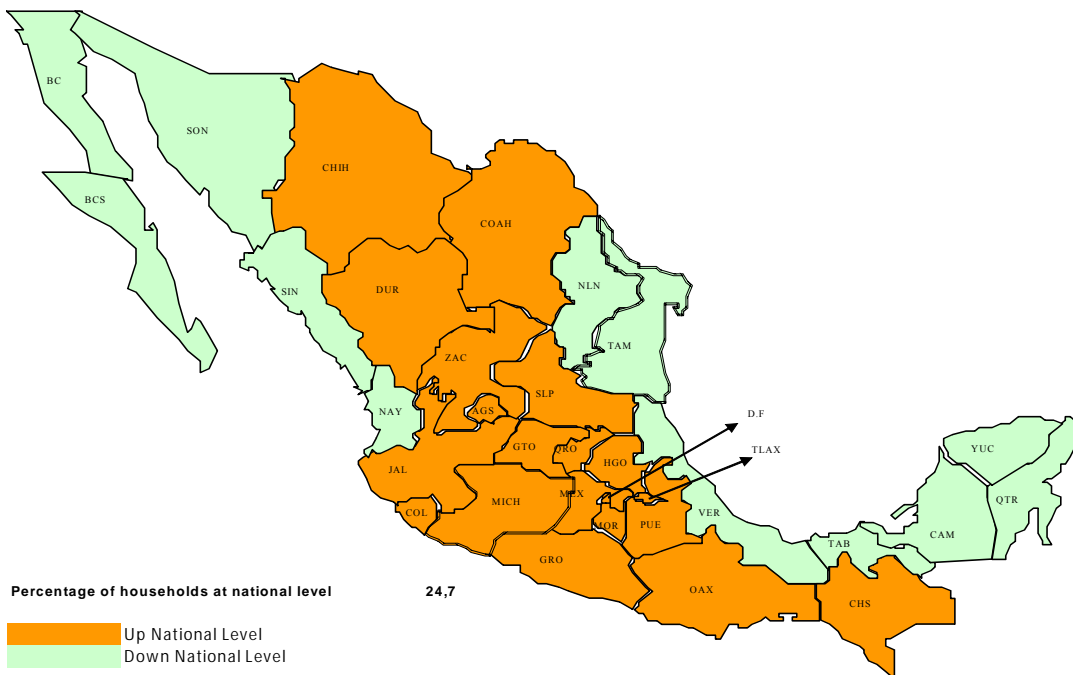 BC
SON
CHIH
BCS
COAH
SIN
DUR
NLN
TAM
ZAC
SLP
NAY
AGS
D.F
GTO
QRO
TLAX
YUC
JAL
HGO
MEX
MICH
QTR
COL
VER
MOR
PUE
CAM
TAB
GRO
OAX
CHS
Percentage of households at national level 24,7
Up National Level
Down National Level